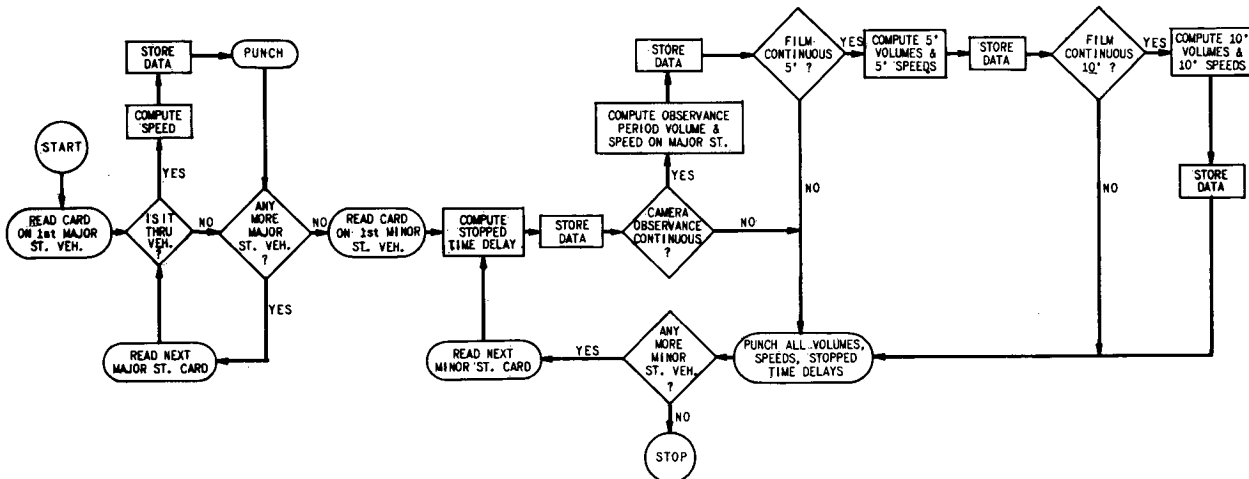 START
READ CARD
ON 1st MAJOR
ST. VEH.
IS IT
THRU
VEH.
?
YES
COMPUTE
SPEED
STORE
DATA
PUNCH
NO
ANY
MORE
MAJOR
ST. VEH.
?
YES
READ NEXT
MAJOR ST. CARD
NO
READ CARD
ON 1st MINOR
ST. VEH.
COMPUTE
STOPPED
TIME DELAY
STORE
DATA
CAMERA
OBSERVANCE
CONTINUOUS
?
YES
COMPUTE OBSERVANCE
PERIOD VOLUME &
SPEED ON MAJOR ST.
STORE
DATA
NO
FILM
CONTINUOUS
5' ?
YES
COMPUTE 5'
VOLUMES &
5' SPEEDS
STORE
DATA
NO
FILM
CONTINUOUS
10' ?
YES
COMPUTE 10'
VOLUMES &
10' SPEEDS
STORE
DATA
NO
PUNCH ALL VOLUMES,
SPEEDS, STOPPED
TIME DELAYS
ANY
MORE
MINOR
ST. VEH.
?
YES
READ NEXT
MINOR ST. CARD
NO
STOP